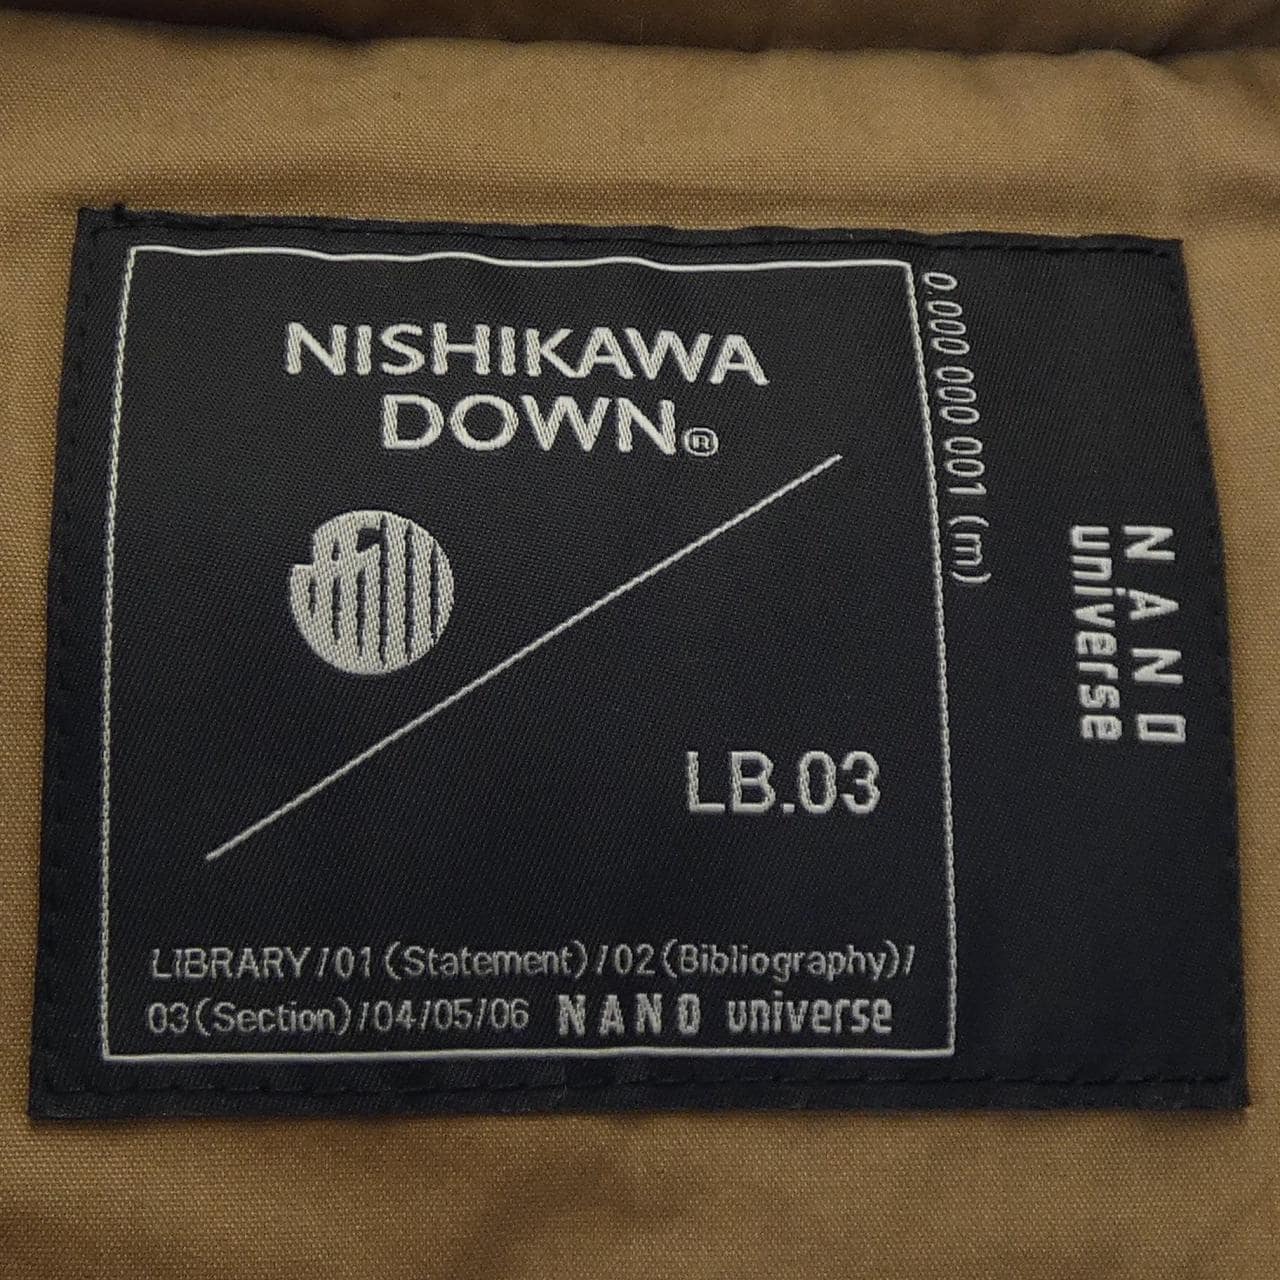 NISHIKAWA
DOWN®
LB.03
LIBRARY/01(Statement)/02(Bibliography)/
03(Section)/04/05/06 NANO universe
0.000 000 001 (m)
NANO
universe